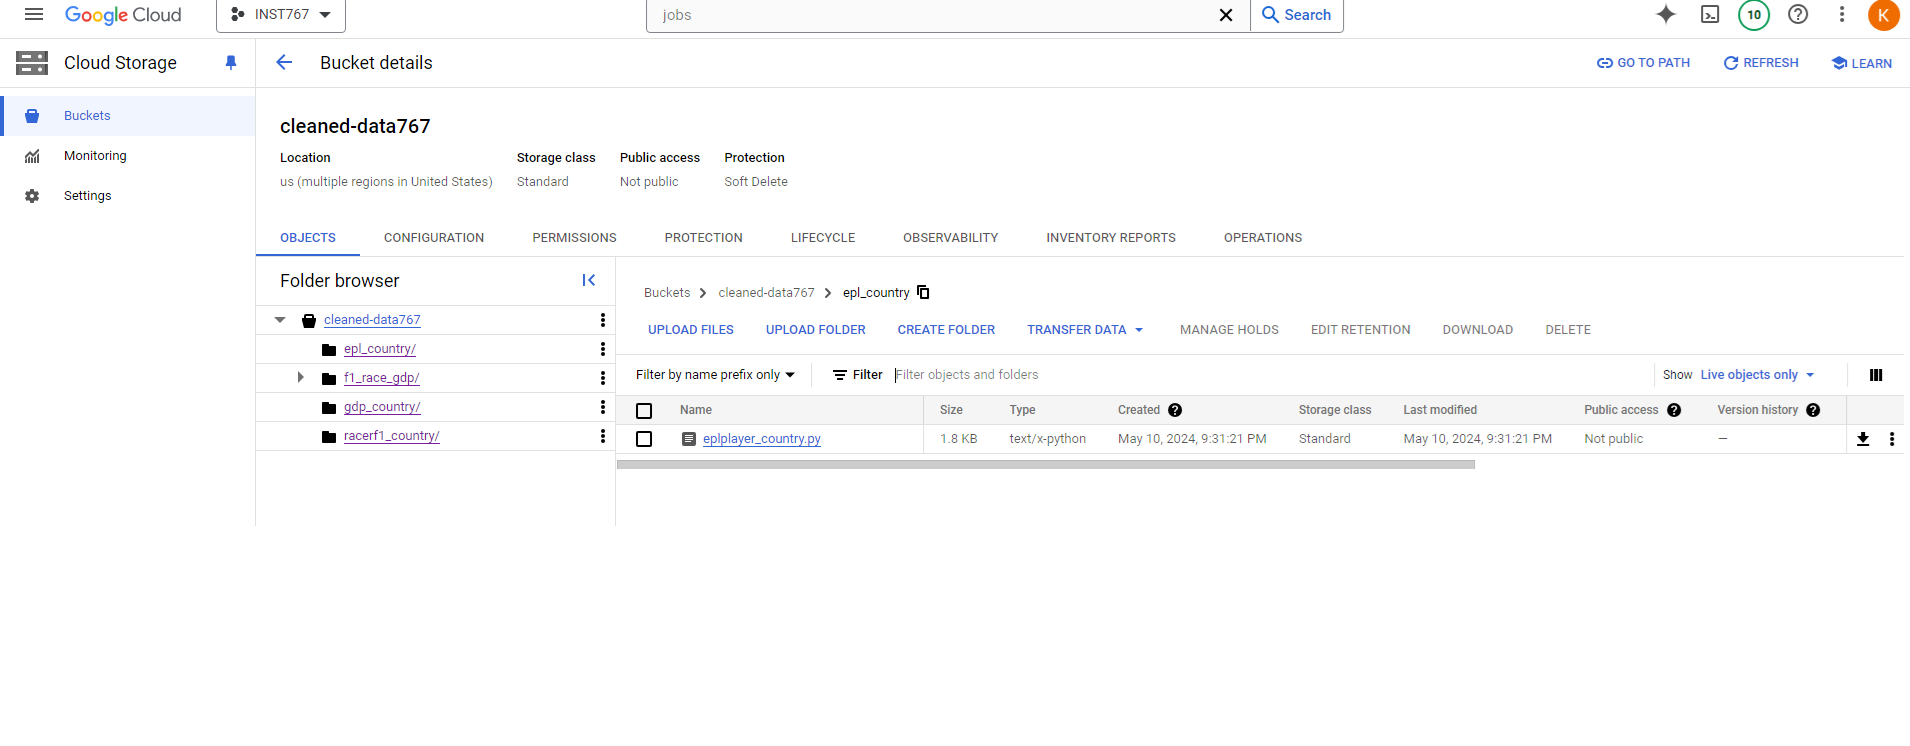 Google Cloud
INST767
jobs
Search
10
K
Cloud Storage
Bucket details
GO TO PATH
REFRESH
LEARN
Buckets
Monitoring
Settings
cleaned-data767
Location
Storage class
Public access
Protection
us (multiple regions in United States)
Standard
Not public
Soft Delete
OBJECTS
CONFIGURATION
PERMISSIONS
PROTECTION
LIFECYCLE
OBSERVABILITY
INVENTORY REPORTS
OPERATIONS
Folder browser
cleaned-data767
epl_country/
f1_race_gdp/
gdp_country/
racerf1_country/
Buckets
cleaned-data767
epl_country
UPLOAD FILES
UPLOAD FOLDER
CREATE FOLDER
TRANSFER DATA
MANAGE HOLDS
EDIT RETENTION
DOWNLOAD
DELETE
Filter by name prefix only
Filter
Filter objects and folders
Show
Live objects only
Name
Size
Type
Created
Storage class
Last modified
Public access
Version history
eplplayer_country.py
1.8 KB
text/x-python
May 10, 2024, 9:31:21 PM
Standard
May 10, 2024, 9:31:21 PM
Not public
—